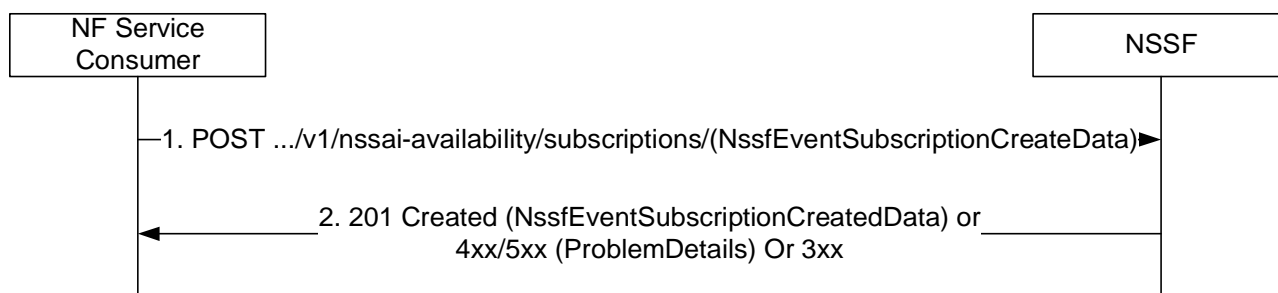 NF Service
Consumer
NSSF
1. POST .../v1/nssai-availability/subscriptions/(NssfEventSubscriptionCreateData)
2. 201 Created (NssfEventSubscriptionCreatedData) or
4xx/5xx (ProblemDetails) Or 3xx